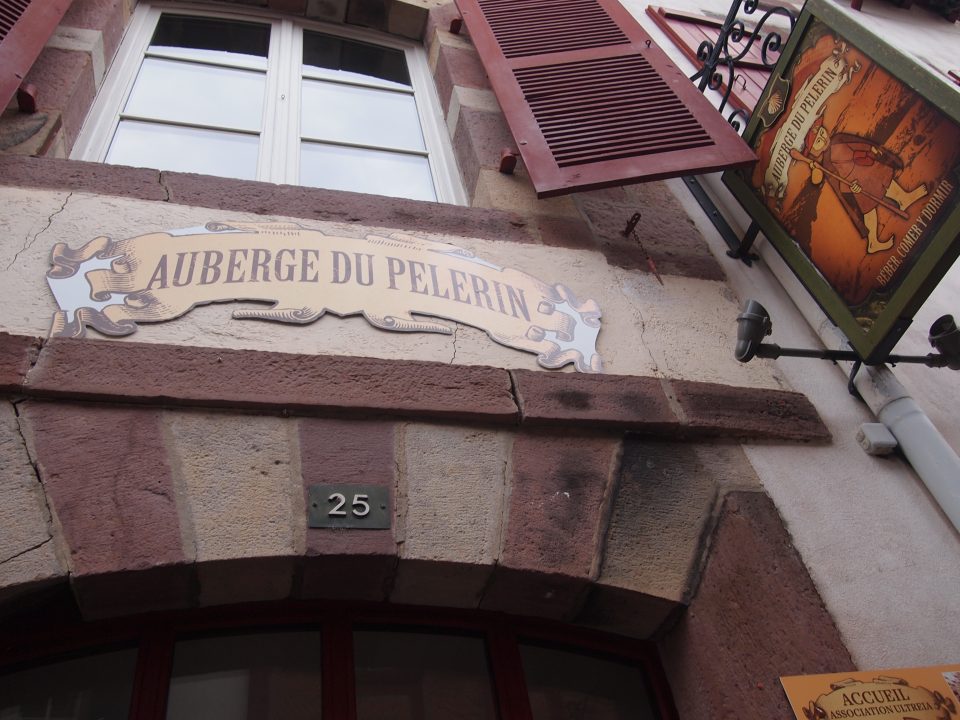 AUBERGE DU PELERIN
AUBERGE DU PELERIN
BEBER, COMER Y DORMIR
25
ACCUEIL
ASSOCIATION ULTREIA